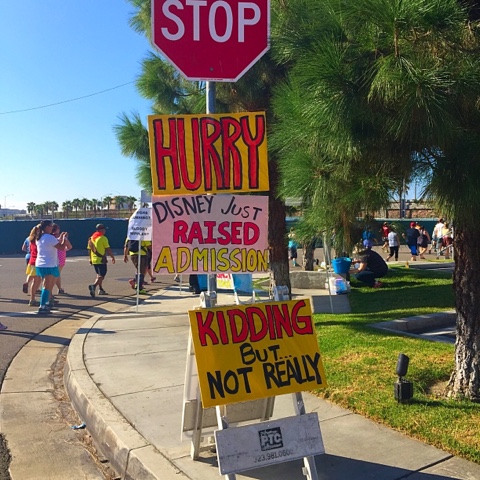 STOP
HURRY
DISNEY JUST
RAISED
ADMISSION
KIDDING
BUT
NOT REALLY
PTC